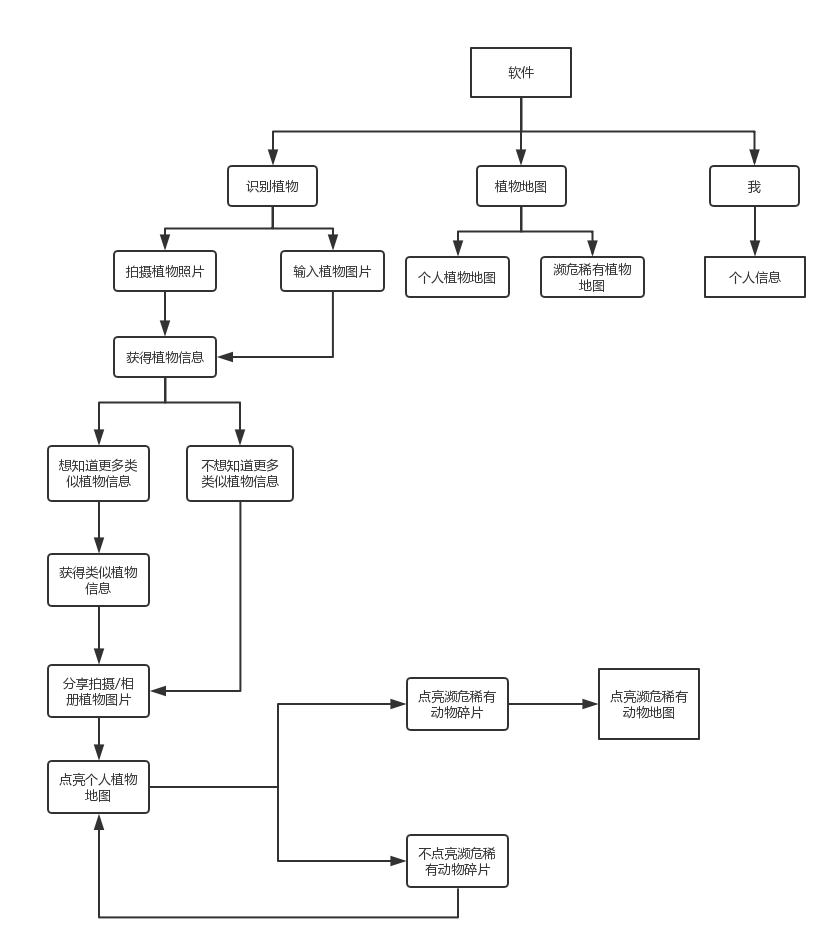 软件
识别植物
植物地图
我
拍摄植物照片
输入植物图片
个人植物地图
濒危稀有植物
地图
个人信息
获得植物信息
想知道更多类
似植物信息
不想知道更多
类似植物信息
获得类似植物
信息
分享拍摄/相
册植物图片
点亮濒危稀有
动物碎片
点亮濒危稀有
动物地图
点亮个人植物
地图
不点亮濒危稀
有动物碎片